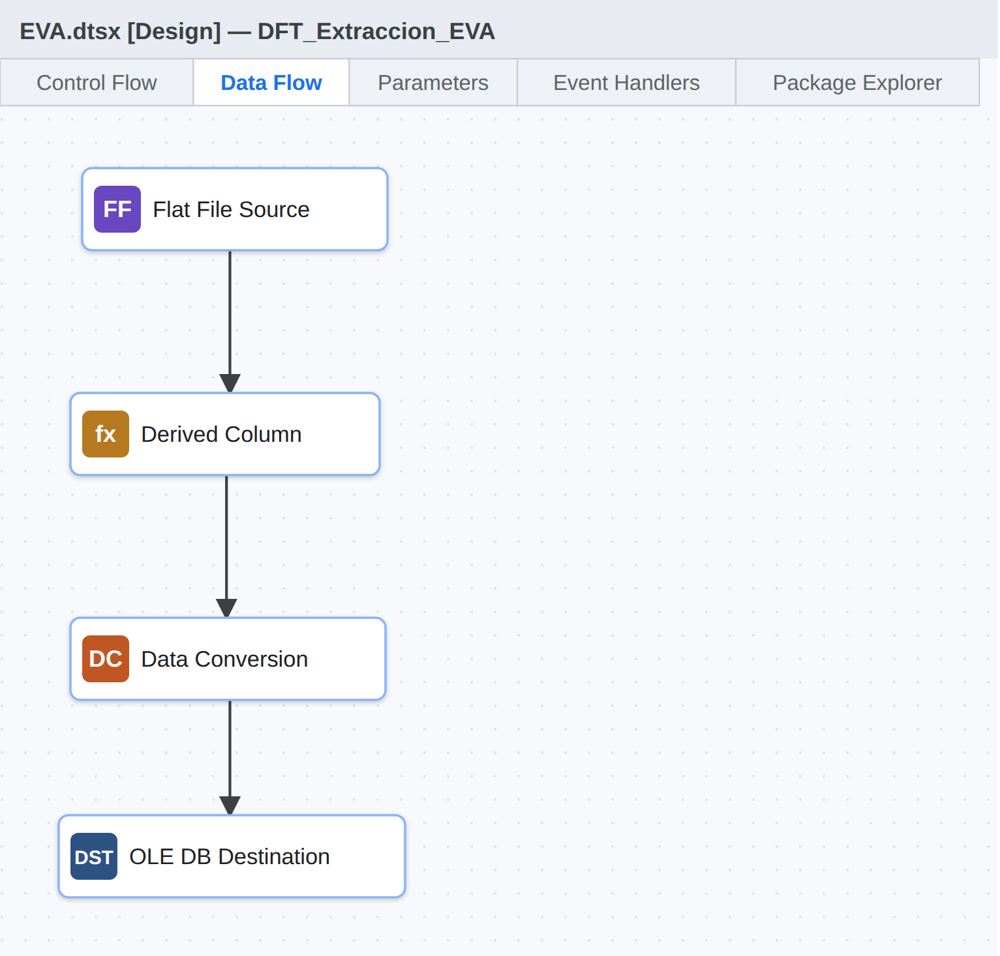 EVA.dtsx [Design] — DFT_Extraccion_EVA
Control Flow Data Flow Parameters Event Handlers Package Explorer
FF Flat File Source
fx Derived Column
DC Data Conversion
DST OLE DB Destination